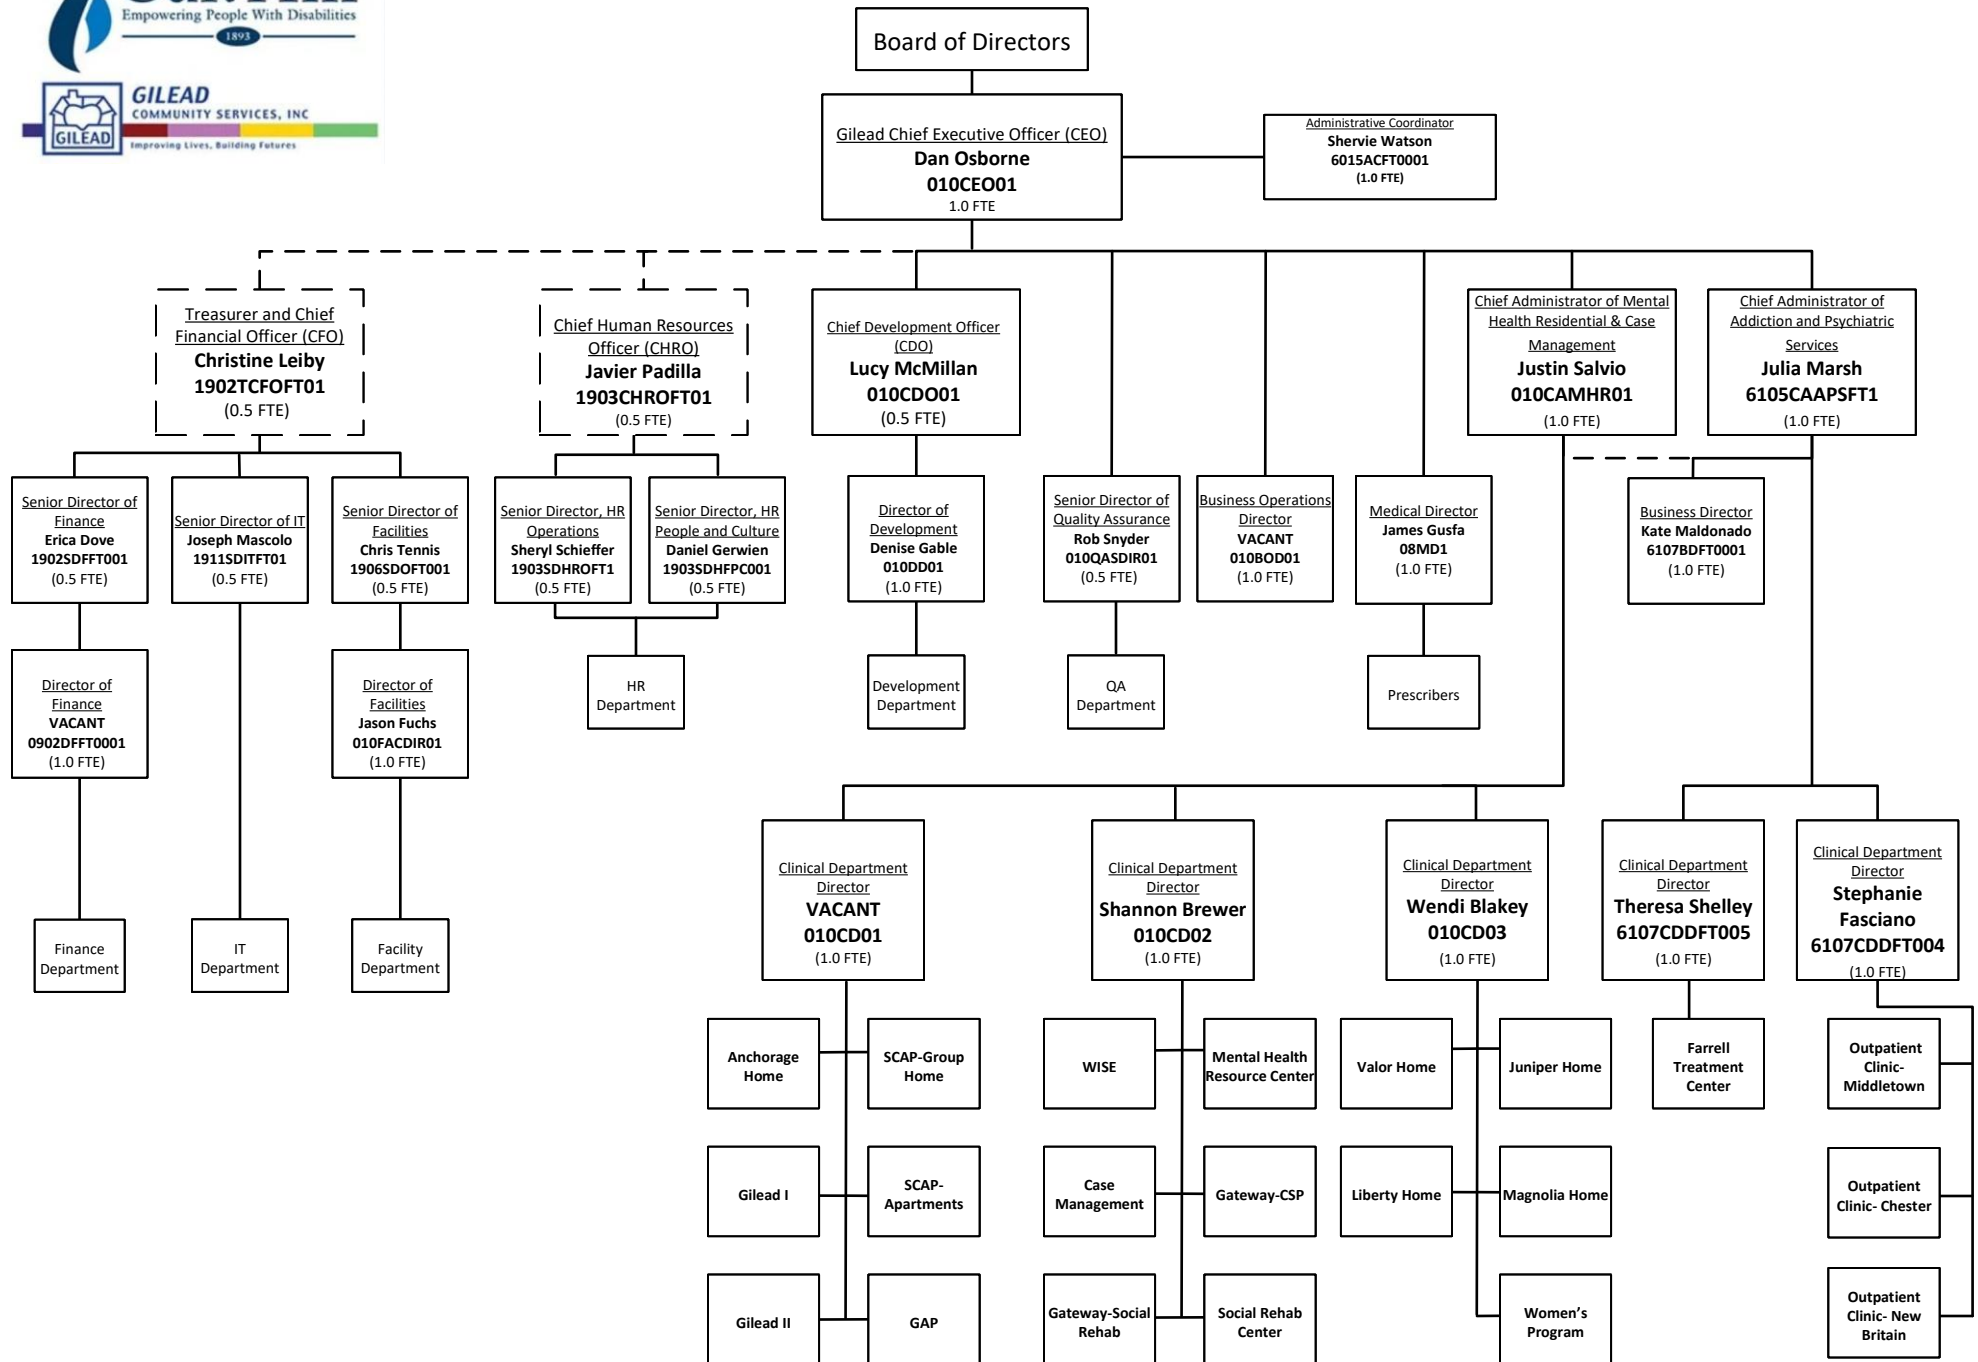 Empowering People With Disabilities
1893
GILEAD
COMMUNITY SERVICES, INC
GILEAD
Improving Lives, Building Futures
Board of Directors
Gilead Chief Executive Officer (CEO)
Dan Osborne
010CEO01
1.0 FTE
Administrative Coordinator
Shervie Watson
6015ACFT0001
(1.0 FTE)
Treasurer and Chief
Financial Officer (CFO)
Christine Leiby
1902TCFOFT01
(0.5 FTE)
Chief Human Resources
Officer (CHRO)
Javier Padilla
1903CHROFT01
(0.5 FTE)
Chief Development Officer
(CDO)
Lucy McMillan
010CDO01
(0.5 FTE)
Chief Administrator of Mental
Health Residential & Case
Management
Justin Salvio
010CAMHR01
(1.0 FTE)
Chief Administrator of
Addiction and Psychiatric
Services
Julia Marsh
6105CAAPSFT1
(1.0 FTE)
Senior Director of
Finance
Erica Dove
1902SDFFT001
(0.5 FTE)
Senior Director of IT
Joseph Mascolo
1911SDITFT01
(0.5 FTE)
Senior Director of
Facilities
Chris Tennis
1906SDOFT001
(0.5 FTE)
Senior Director, HR
Operations
Sheryl Schieffer
1903SDHROFT1
(0.5 FTE)
Senior Director, HR
People and Culture
Daniel Gerwien
1903SDHFPC001
(0.5 FTE)
Director of
Development
Denise Gable
010DD01
(1.0 FTE)
Senior Director of
Quality Assurance
Rob Snyder
010QASDIR01
(0.5 FTE)
Business Operations
Director
VACANT
010BOD01
(1.0 FTE)
Medical Director
James Gusfa
08MD1
(1.0 FTE)
Business Director
Kate Maldonado
6107BDFT0001
(1.0 FTE)
Director of
Finance
VACANT
0902DFFT0001
(1.0 FTE)
Director of
Facilities
Jason Fuchs
010FACDIR01
(1.0 FTE)
HR
Department
Development
Department
QA
Department
Prescribers
Finance
Department
IT
Department
Facility
Department
Clinical Department
Director
VACANT
010CD01
(1.0 FTE)
Clinical Department
Director
Shannon Brewer
010CD02
(1.0 FTE)
Clinical Department
Director
Wendi Blakey
010CD03
(1.0 FTE)
Clinical Department
Director
Theresa Shelley
6107CDDFT005
(1.0 FTE)
Clinical Department
Director
Stephanie
Fasciano
6107CDDFT004
(1.0 FTE)
Anchorage
Home
SCAP-Group
Home
WISE
Mental Health
Resource Center
Valor Home
Juniper Home
Farrell
Treatment
Center
Outpatient
Clinic-
Middletown
Gilead I
SCAP-
Apartments
Case
Management
Gateway-CSP
Liberty Home
Magnolia Home
Outpatient
Clinic- Chester
Gilead II
GAP
Gateway-Social
Rehab
Social Rehab
Center
Women's
Program
Outpatient
Clinic- New
Britain